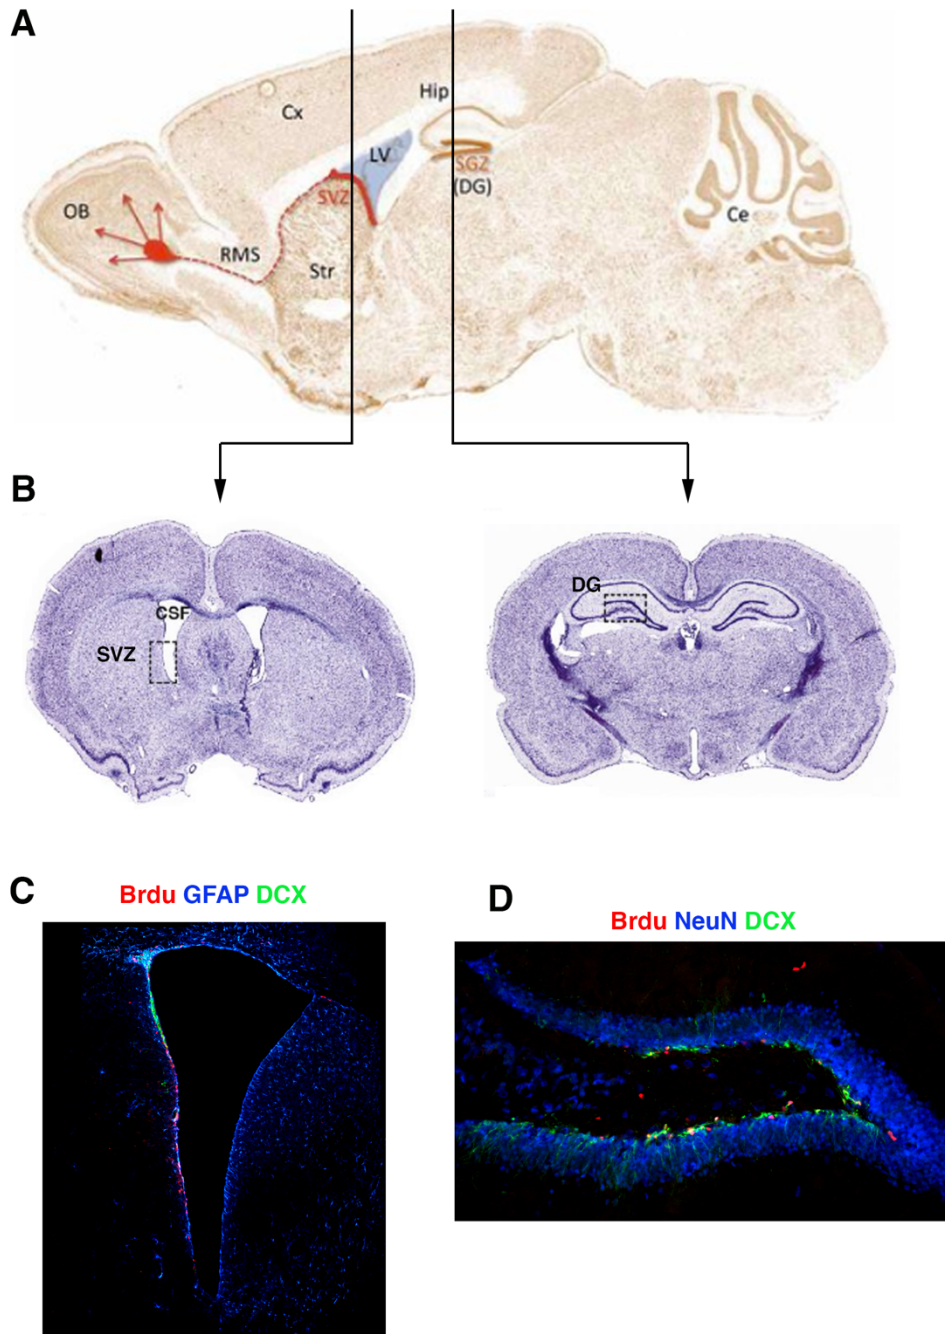 A
Cx
Hip
LV
SGZ
(DG)
SVZ
OB
RMS
Str
Ce
B
CSF
SVZ
DG
C
Brdu GFAP DCX
D
Brdu NeuN DCX